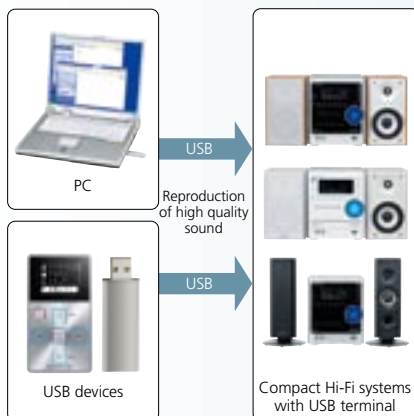 PC
USB
Reproduction
of high quality
sound
USB
USB devices
Compact Hi-Fi systems
with USB terminal